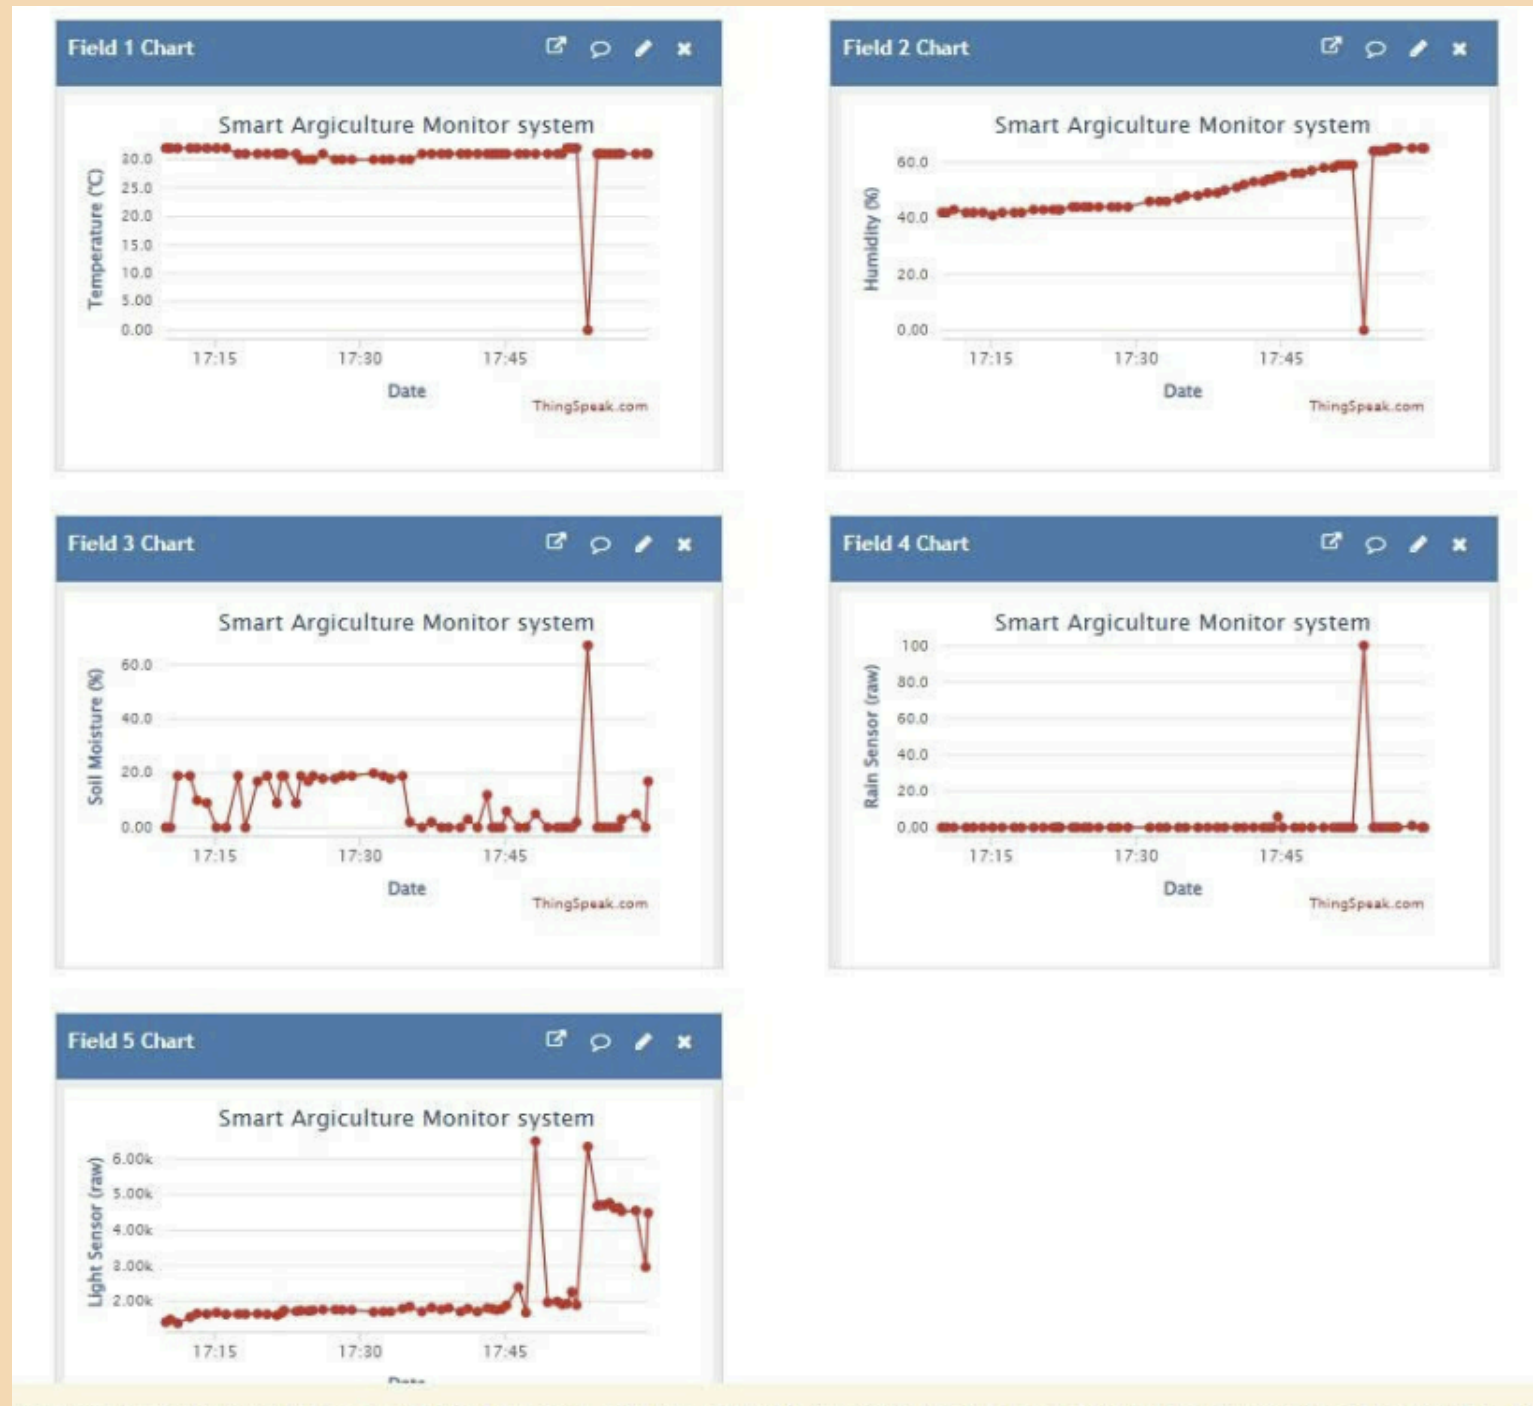 Field 1 Chart
Smart Argiculture Monitor system
Temperature (°C)
30.0
25.0
20.0
15.0
10.0
5.00
0.00
17:15 17:30 17:45
Date
ThingSpeak.com
Field 2 Chart
Smart Argiculture Monitor system
Humidity (%)
60.0
40.0
20.0
0.00
17:15 17:30 17:45
Date
ThingSpeak.com
Field 3 Chart
Smart Argiculture Monitor system
Soil Moisture (%)
60.0
40.0
20.0
0.00
17:15 17:30 17:45
Date
ThingSpeak.com
Field 4 Chart
Smart Argiculture Monitor system
Rain Sensor (raw)
100
80.0
60.0
40.0
20.0
0.00
17:15 17:30 17:45
Date
ThingSpeak.com
Field 5 Chart
Smart Argiculture Monitor system
Light Sensor (raw)
6.00k
5.00k
4.00k
3.00k
2.00k
17:15 17:30 17:45